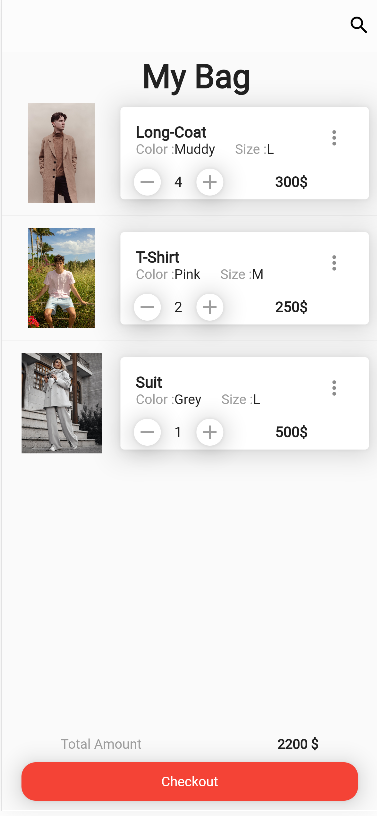 My Bag
Long-Coat
Color :Muddy Size :L
4 300$
T-Shirt
Color :Pink Size :M
2 250$
Suit
Color :Grey Size :L
1 500$
Total Amount 2200 $
Checkout